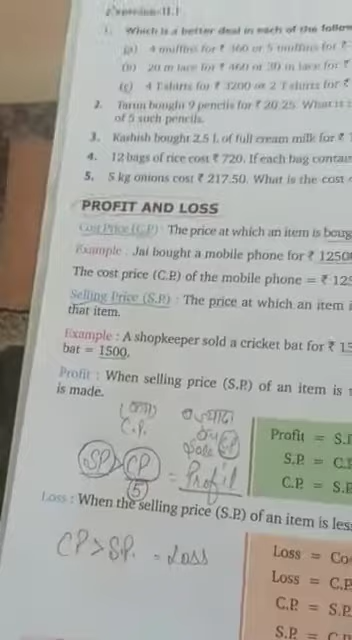 1. Which is a better deal in each of the follow
(a) 4 muffins for ₹ 360 or 5 muffins for ₹
(b) 20 m lace for ₹ 460 or 30 m lace for ₹
(c) 4 T-shirts for ₹ 1200 or 2 T-shirts for ₹
2. Tarun bought 9 pencils for ₹ 20.25. What is
of 5 such pencils.
3. Kashish bought 2.5 L of full cream milk for ₹
4. 12 bags of rice cost ₹ 720. If each bag contain
5. 5 kg onions cost ₹ 217.50. What is the cost
PROFIT AND LOSS
Cost Price (C.P.) : The price at which an item is boug
Example : Jai bought a mobile phone for ₹ 1250
The cost price (C.P.) of the mobile phone = ₹ 12
Selling Price (S.P.) : The price at which an item i
that item.
Example : A shopkeeper sold a cricket bat for ₹ 15
bat = 1500.
Profit : When selling price (S.P.) of an item is
is made.
C.P.
SP > CP = Profit
5
Profit = S.P
S.P. = C.P
C.P. = S.P
Loss : When the selling price (S.P.) of an item is les
CP > SP. = Loss
Loss = Co
Loss = C.P.
C.P. = S.P.
S.P. = C.P